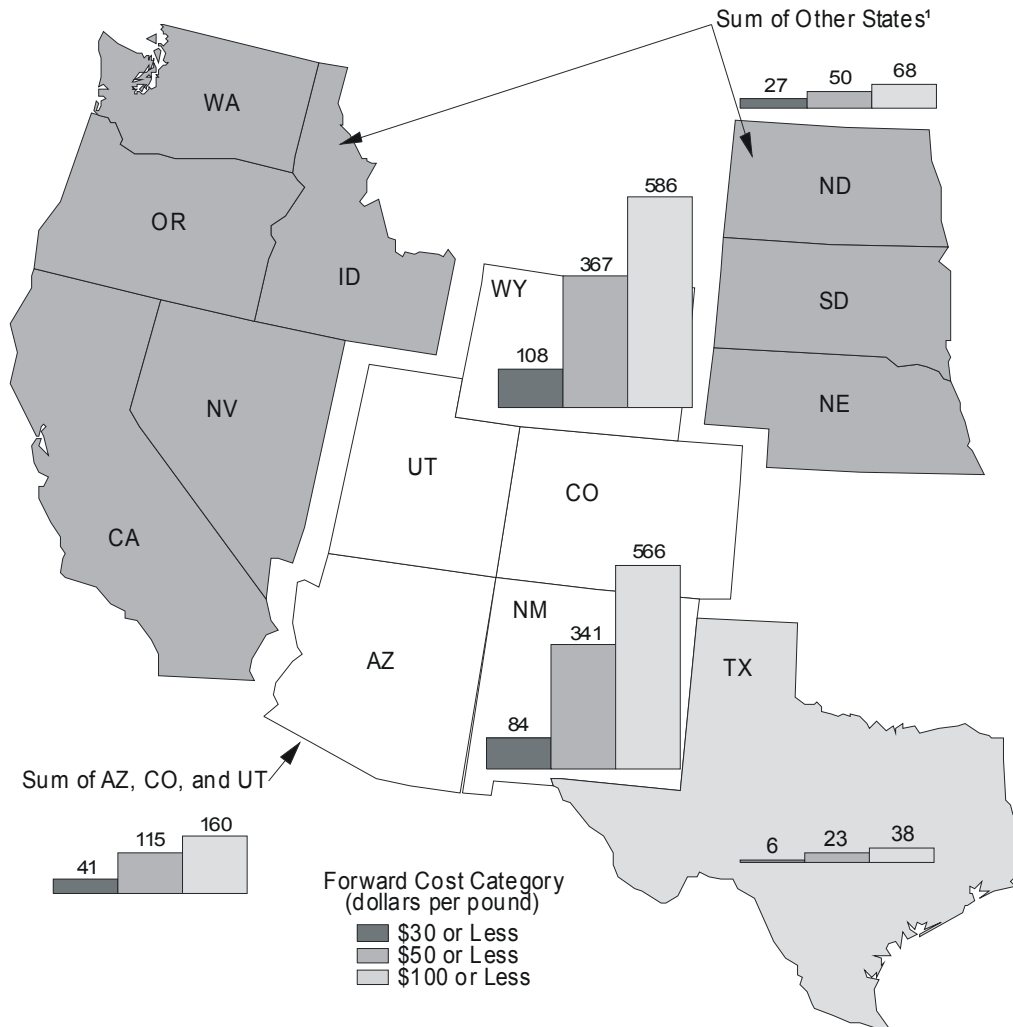 Sum of Other States¹
27 50 68
WA
ND
586
OR
367
ID
WY
SD
108
NV
NE
UT
CO
CA
566
NM
341
AZ
TX
84
Sum of AZ, CO, and UT
160
115
41
6 23 38
Forward Cost Category
(dollars per pound)
$30 or Less
$50 or Less
$100 or Less